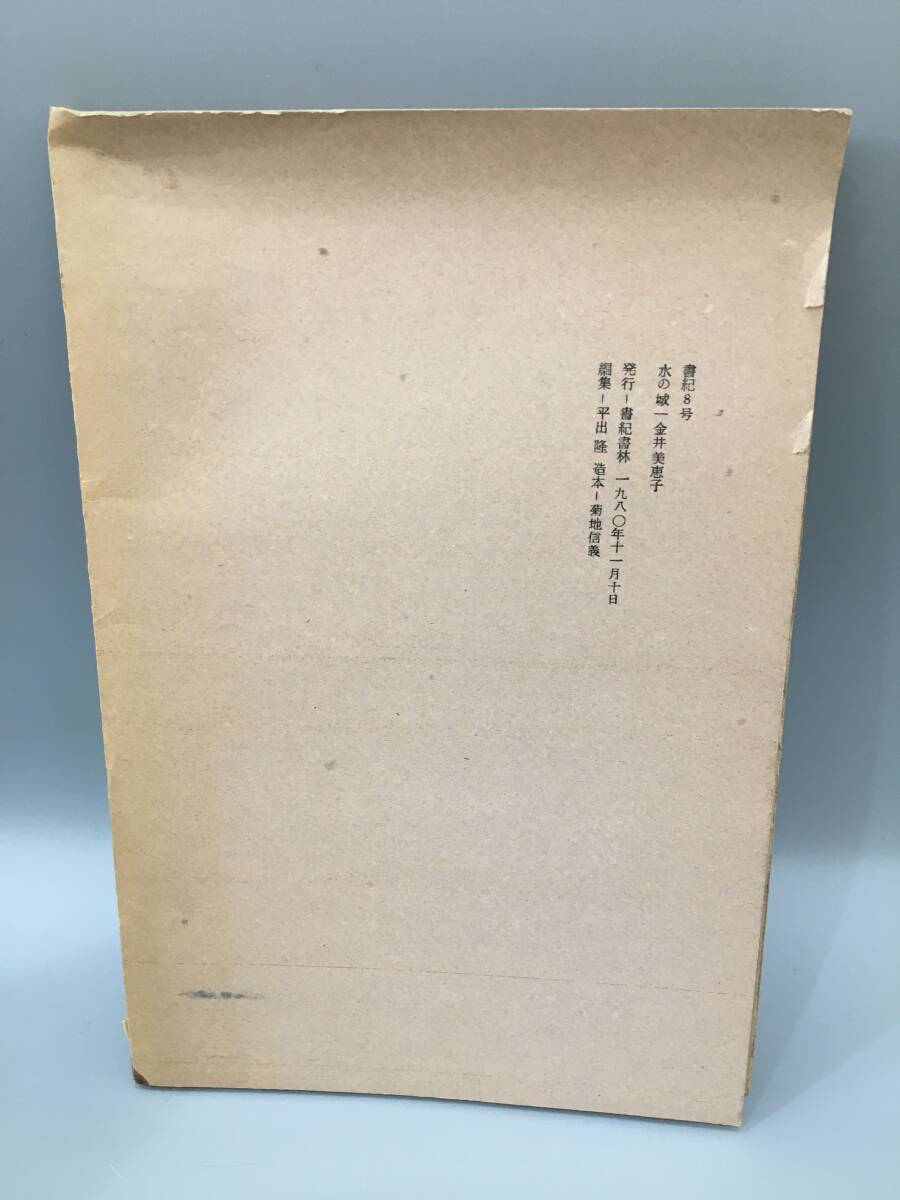 書紀8号
水の城ー金井美恵子
発行ー書紀書林 一九八〇年十一月十日
編集ー平出 隆 造本ー菊地信義